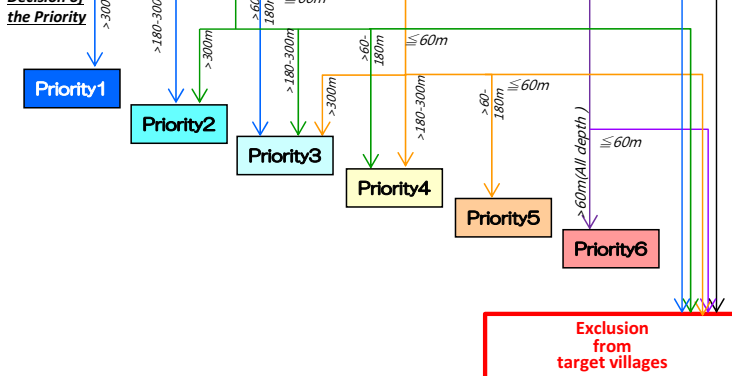 Decision of
the Priority
>300
>180-300
>300m
>60
180m
≦60m
>180-300m
>60-
180m
≦60m
>300m
>180-300m
>60-
180m
≦60m
>60m(All depth )
≦60m
Priority1
Priority2
Priority3
Priority4
Priority5
Priority6
Exclusion
from
target villages